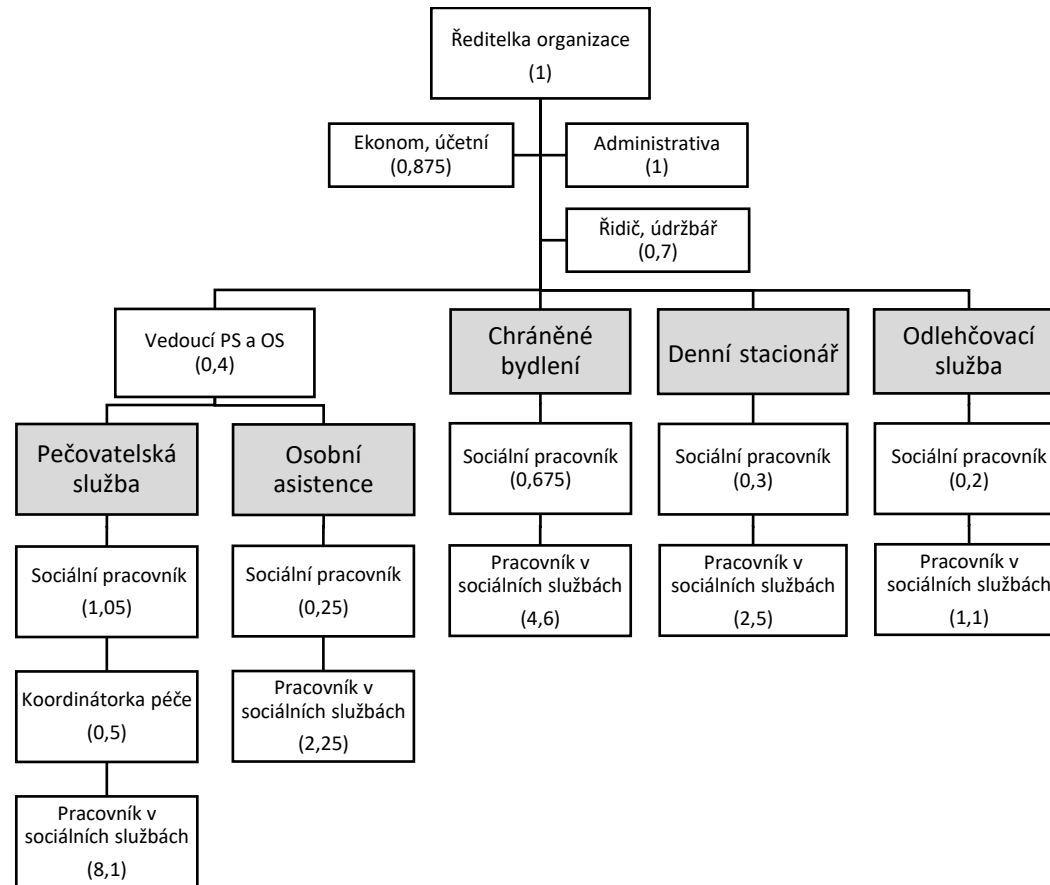 Ředitelka organizace
(1)
Ekonom, účetní
(0,875)
Administrativa
(1)
Řidič, údržbář
(0,7)
Vedoucí PS a OS
(0,4)
Chráněné
bydlení
Denní stacionář
Odlehčovací
služba
Pečovatelská
služba
Osobní
asistence
Sociální pracovník
(0,675)
Sociální pracovník
(0,3)
Sociální pracovník
(0,2)
Sociální pracovník
(1,05)
Sociální pracovník
(0,25)
Pracovník v
sociálních službách
(4,6)
Pracovník v
sociálních službách
(2,5)
Pracovník v
sociálních službách
(1,1)
Koordinátorka péče
(0,5)
Pracovník v
sociálních službách
(2,25)
Pracovník v
sociálních službách
(8,1)